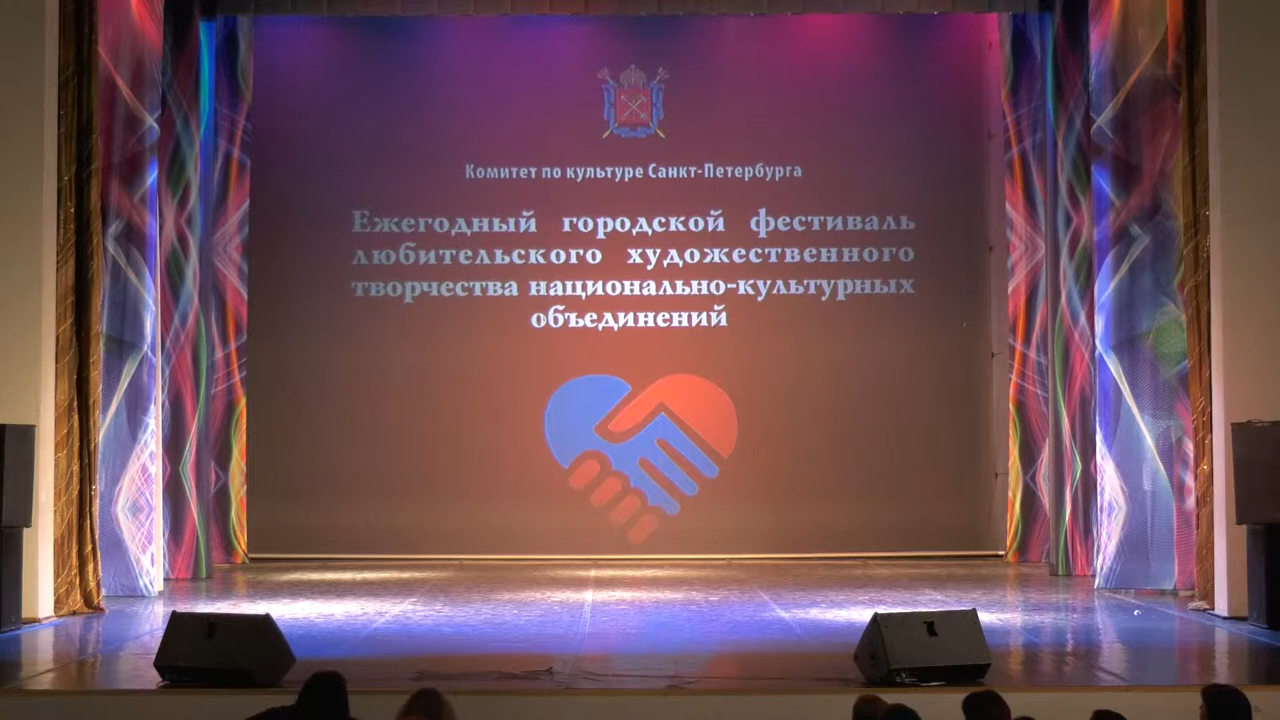 Комитет по культуре Санкт-Петербурга
Ежегодный городской фестиваль
любительского художественного
творчества национально-культурных
объединений